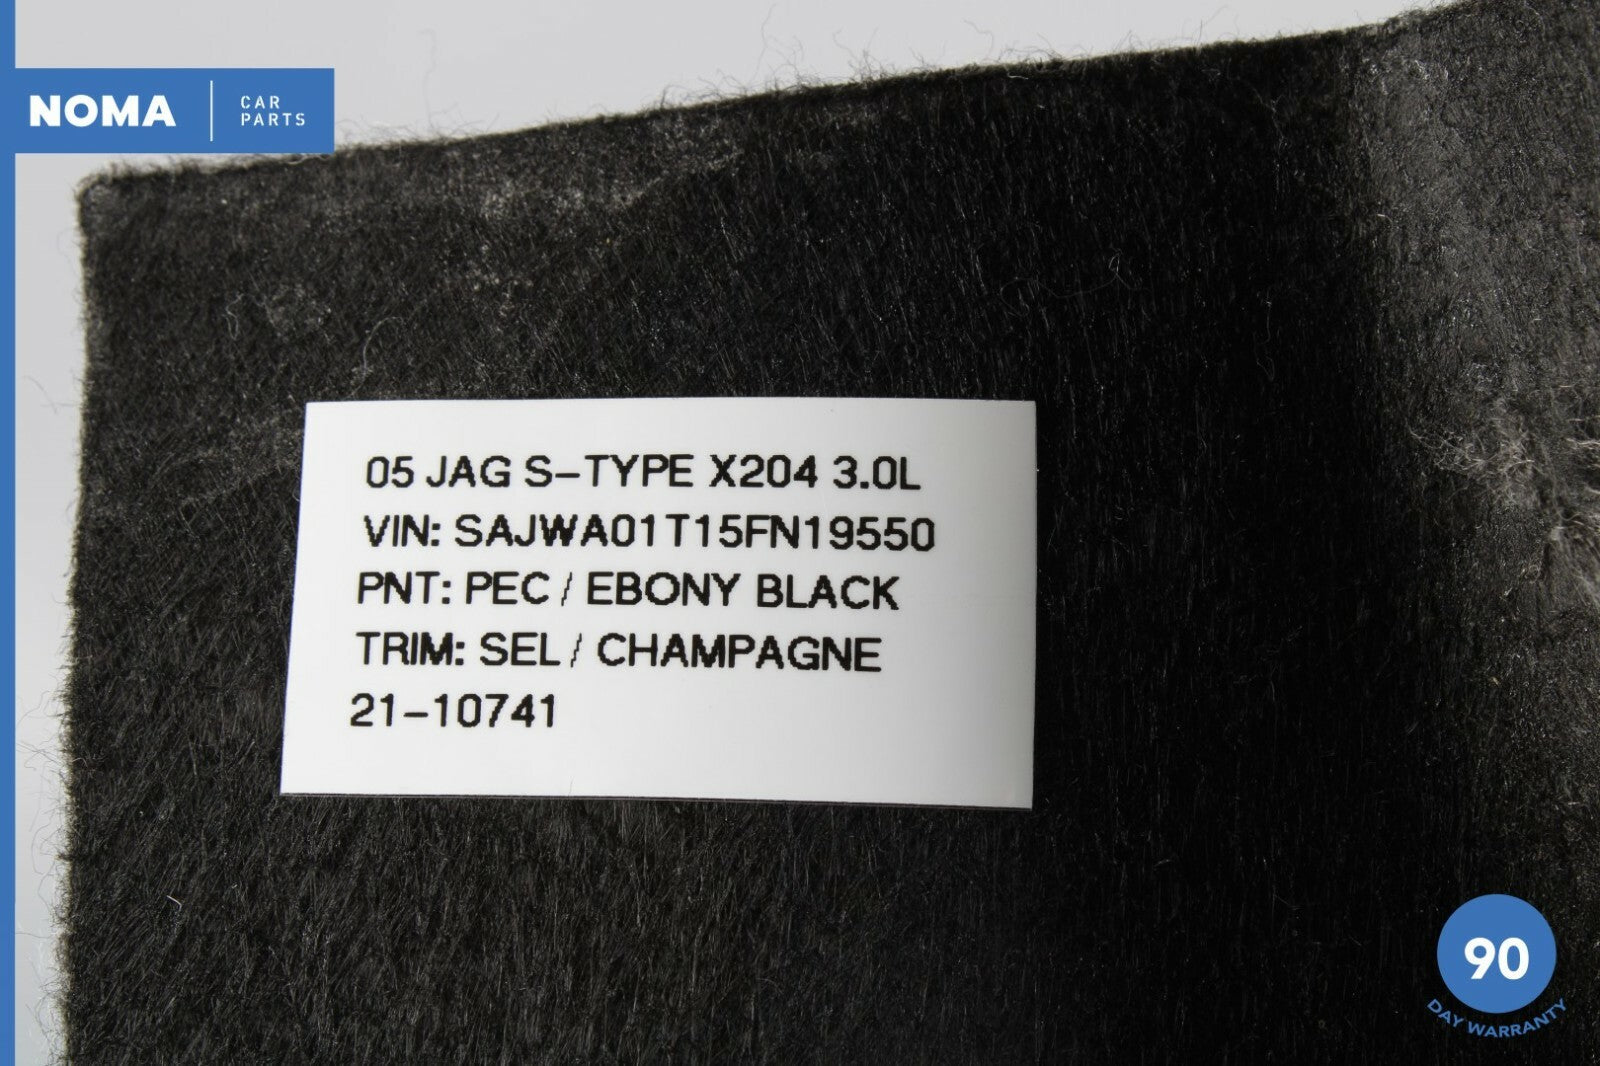 NOMA
CAR
PARTS
05 JAG S-TYPE X204 3.0L
VIN: SAJWA01T15FN19550
PNT: PEC / EBONY BLACK
TRIM: SEL / CHAMPAGNE
21-10741
90
DAY WARRANTY